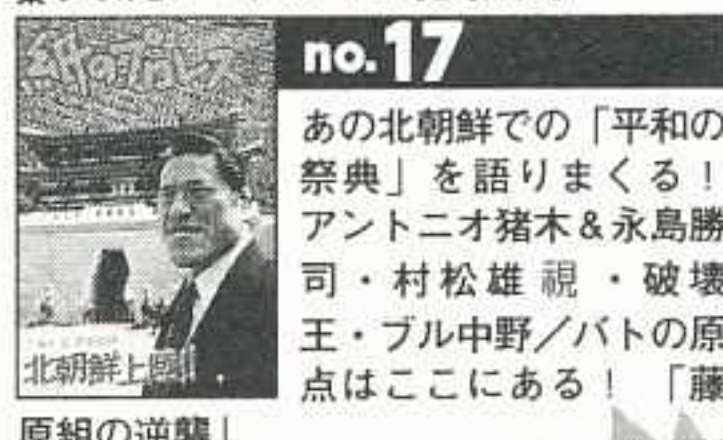 紙のプロレス
北朝鮮上陸!!
no.17
あの北朝鮮での「平和の
祭典」を語りまくる!
アントニオ猪木&永島勝
司・村松雄視・破壊
王・ブル中野/バトの原
点はここにある! 「藤
原組の逆襲」